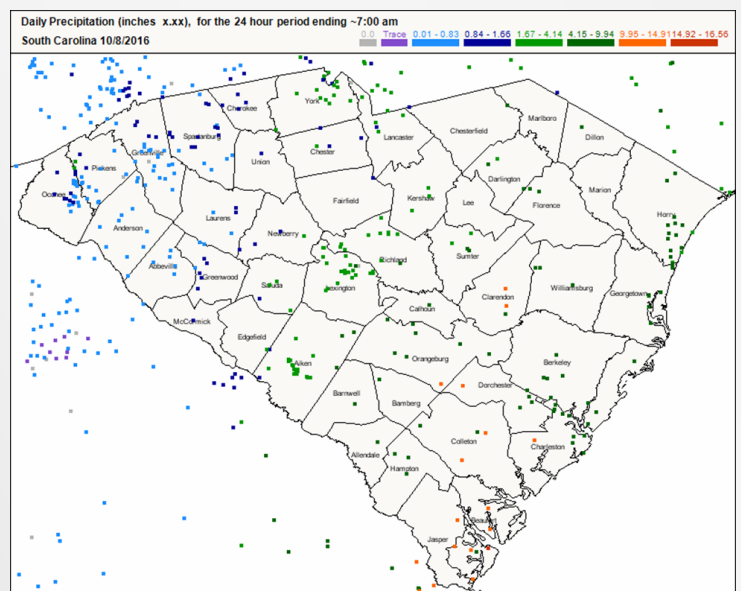 Daily Precipitation (inches x.xx), for the 24 hour period ending ~7:00 am
South Carolina 10/8/2016
0.0 Trace 0.01 - 0.83 0.84 - 1.66 1.67 - 4.14 4.15 - 9.94 9.95 - 14.91 14.92 - 16.56
York
Cherokee
Spartanburg
Greenville
Pickens
Oconee
Union
Chester
Lancaster
Chesterfield
Marlboro
Dillon
Darlington
Marion
Florence
Lee
Kershaw
Fairfield
Laurens
Newberry
Anderson
Abbeville
Greenwood
Saluda
Lexington
Richland
Sumter
Horry
Clarendon
Williamsburg
Georgetown
McCormick
Edgefield
Calhoun
Aiken
Orangeburg
Berkeley
Barnwell
Bamberg
Dorchester
Colleton
Charleston
Allendale
Hampton
Beaufort
Jasper